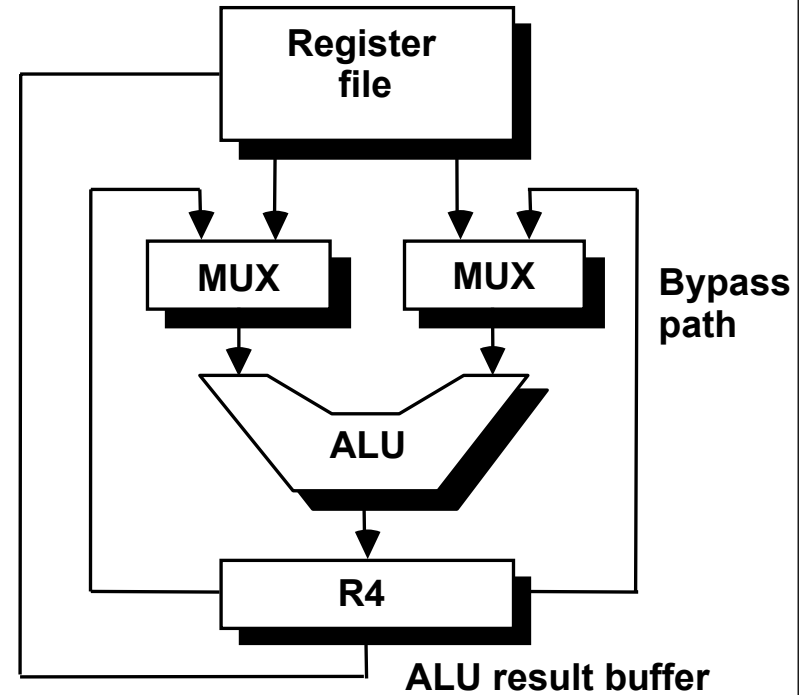 Register
file
MUX
MUX
Bypass
path
ALU
R4
ALU result buffer